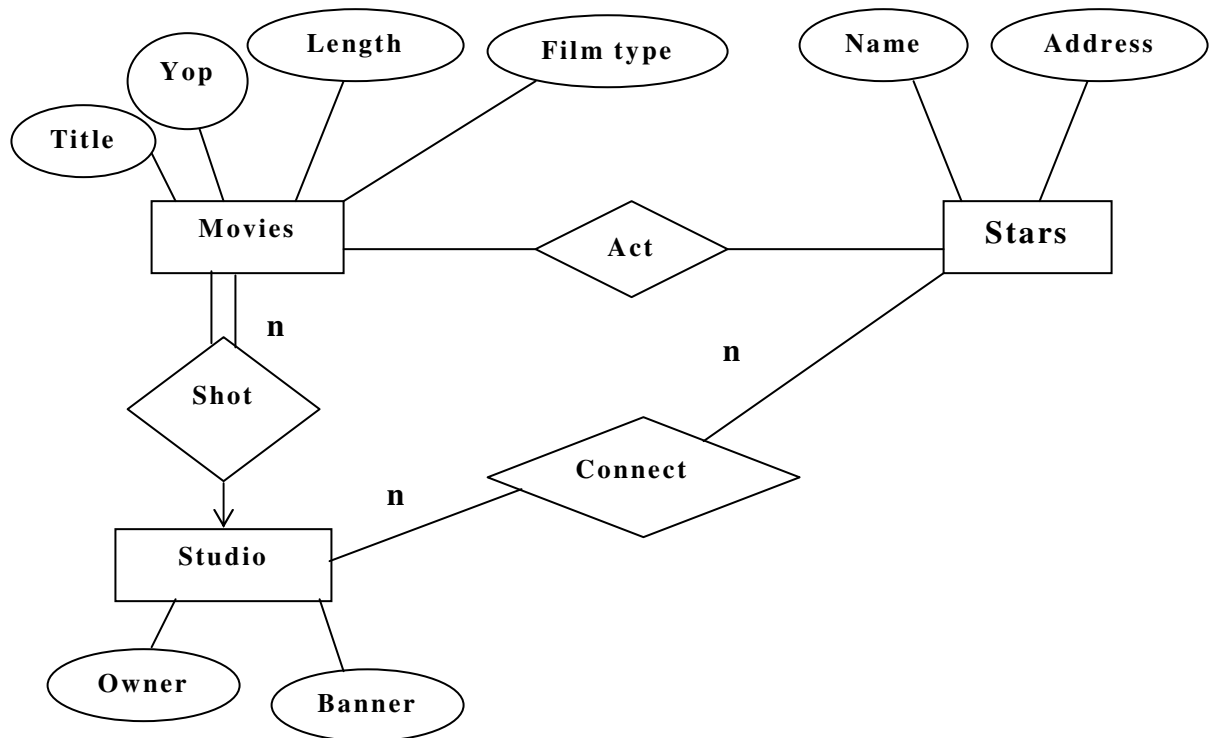 Length
Film type
Name
Address
Yop
Title
Movies
Act
Stars
n
n
Shot
Connect
n
Studio
Owner
Banner